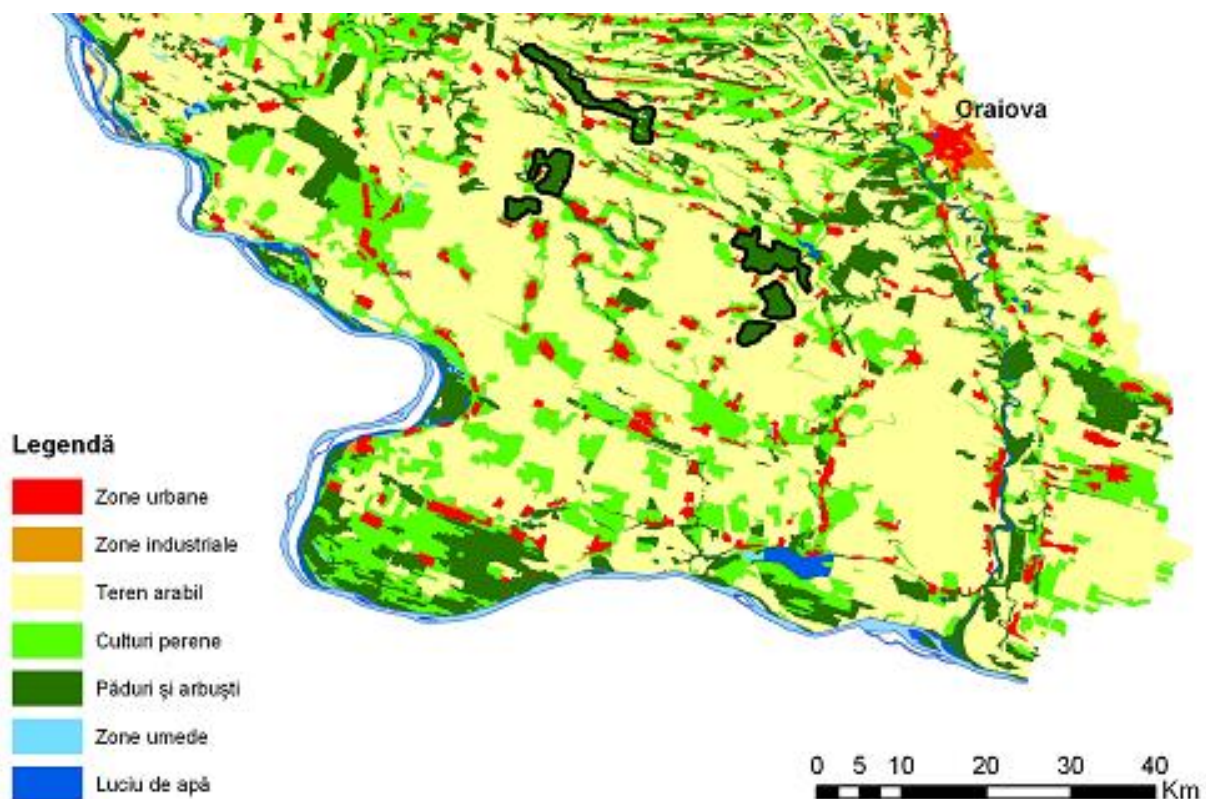 Craiova
Legendă
Zone urbane
Zone industriale
Teren arabil
Culturi perene
Păduri și arbuști
Zone umede
Luciu de apă
0 5 10 20 30 40
Km